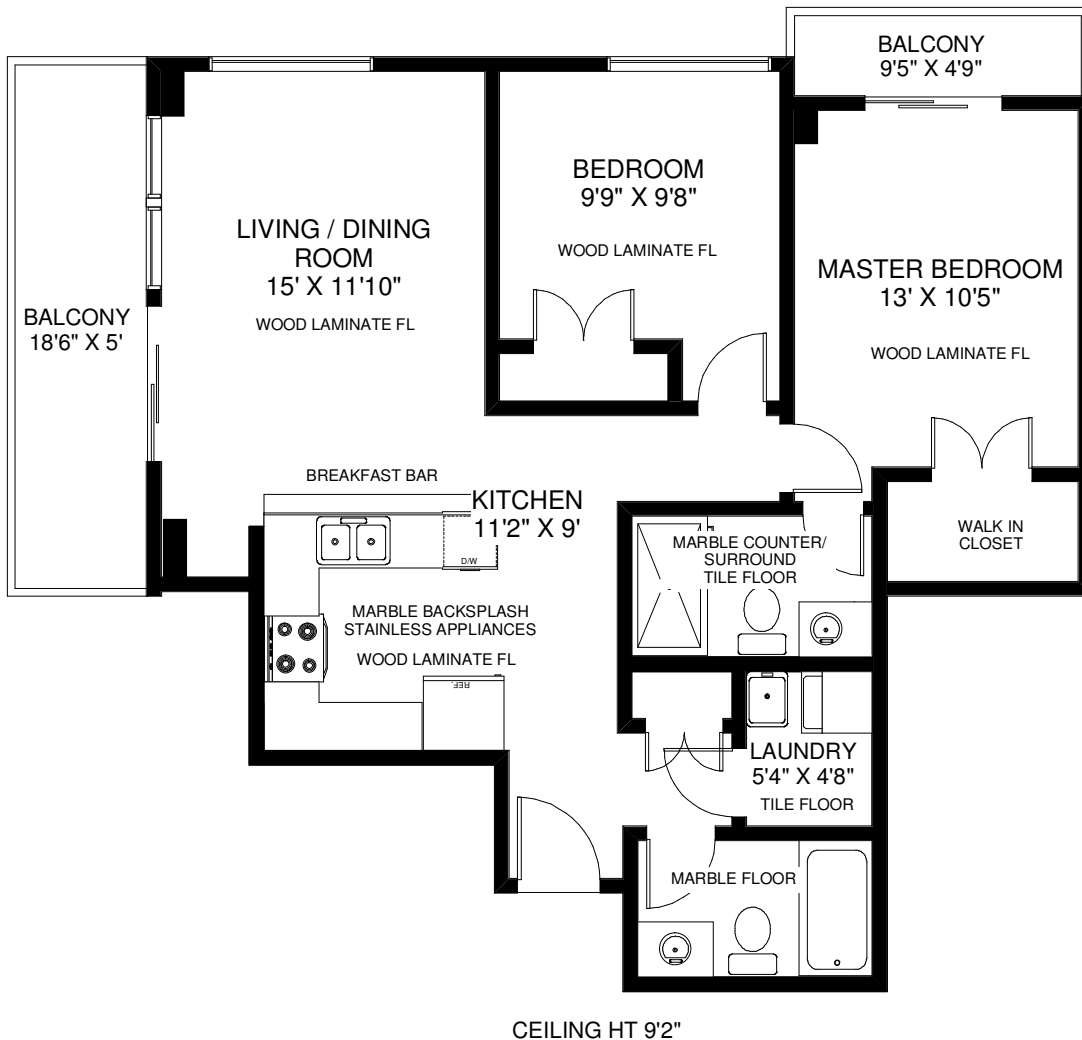 BALCONY
9'5" X 4'9"
BEDROOM
9'9" X 9'8"
WOOD LAMINATE FL
LIVING / DINING
ROOM
15' X 11'10"
WOOD LAMINATE FL
MASTER BEDROOM
13' X 10'5"
WOOD LAMINATE FL
BALCONY
18'6" X 5'
BREAKFAST BAR
KITCHEN
11'2" X 9'
D/W
MARBLE BACKSPLASH
STAINLESS APPLIANCES
WOOD LAMINATE FL
REF.
MARBLE COUNTER/
SURROUND
TILE FLOOR
WALK IN
CLOSET
LAUNDRY
5'4" X 4'8"
TILE FLOOR
MARBLE FLOOR
CEILING HT 9'2"